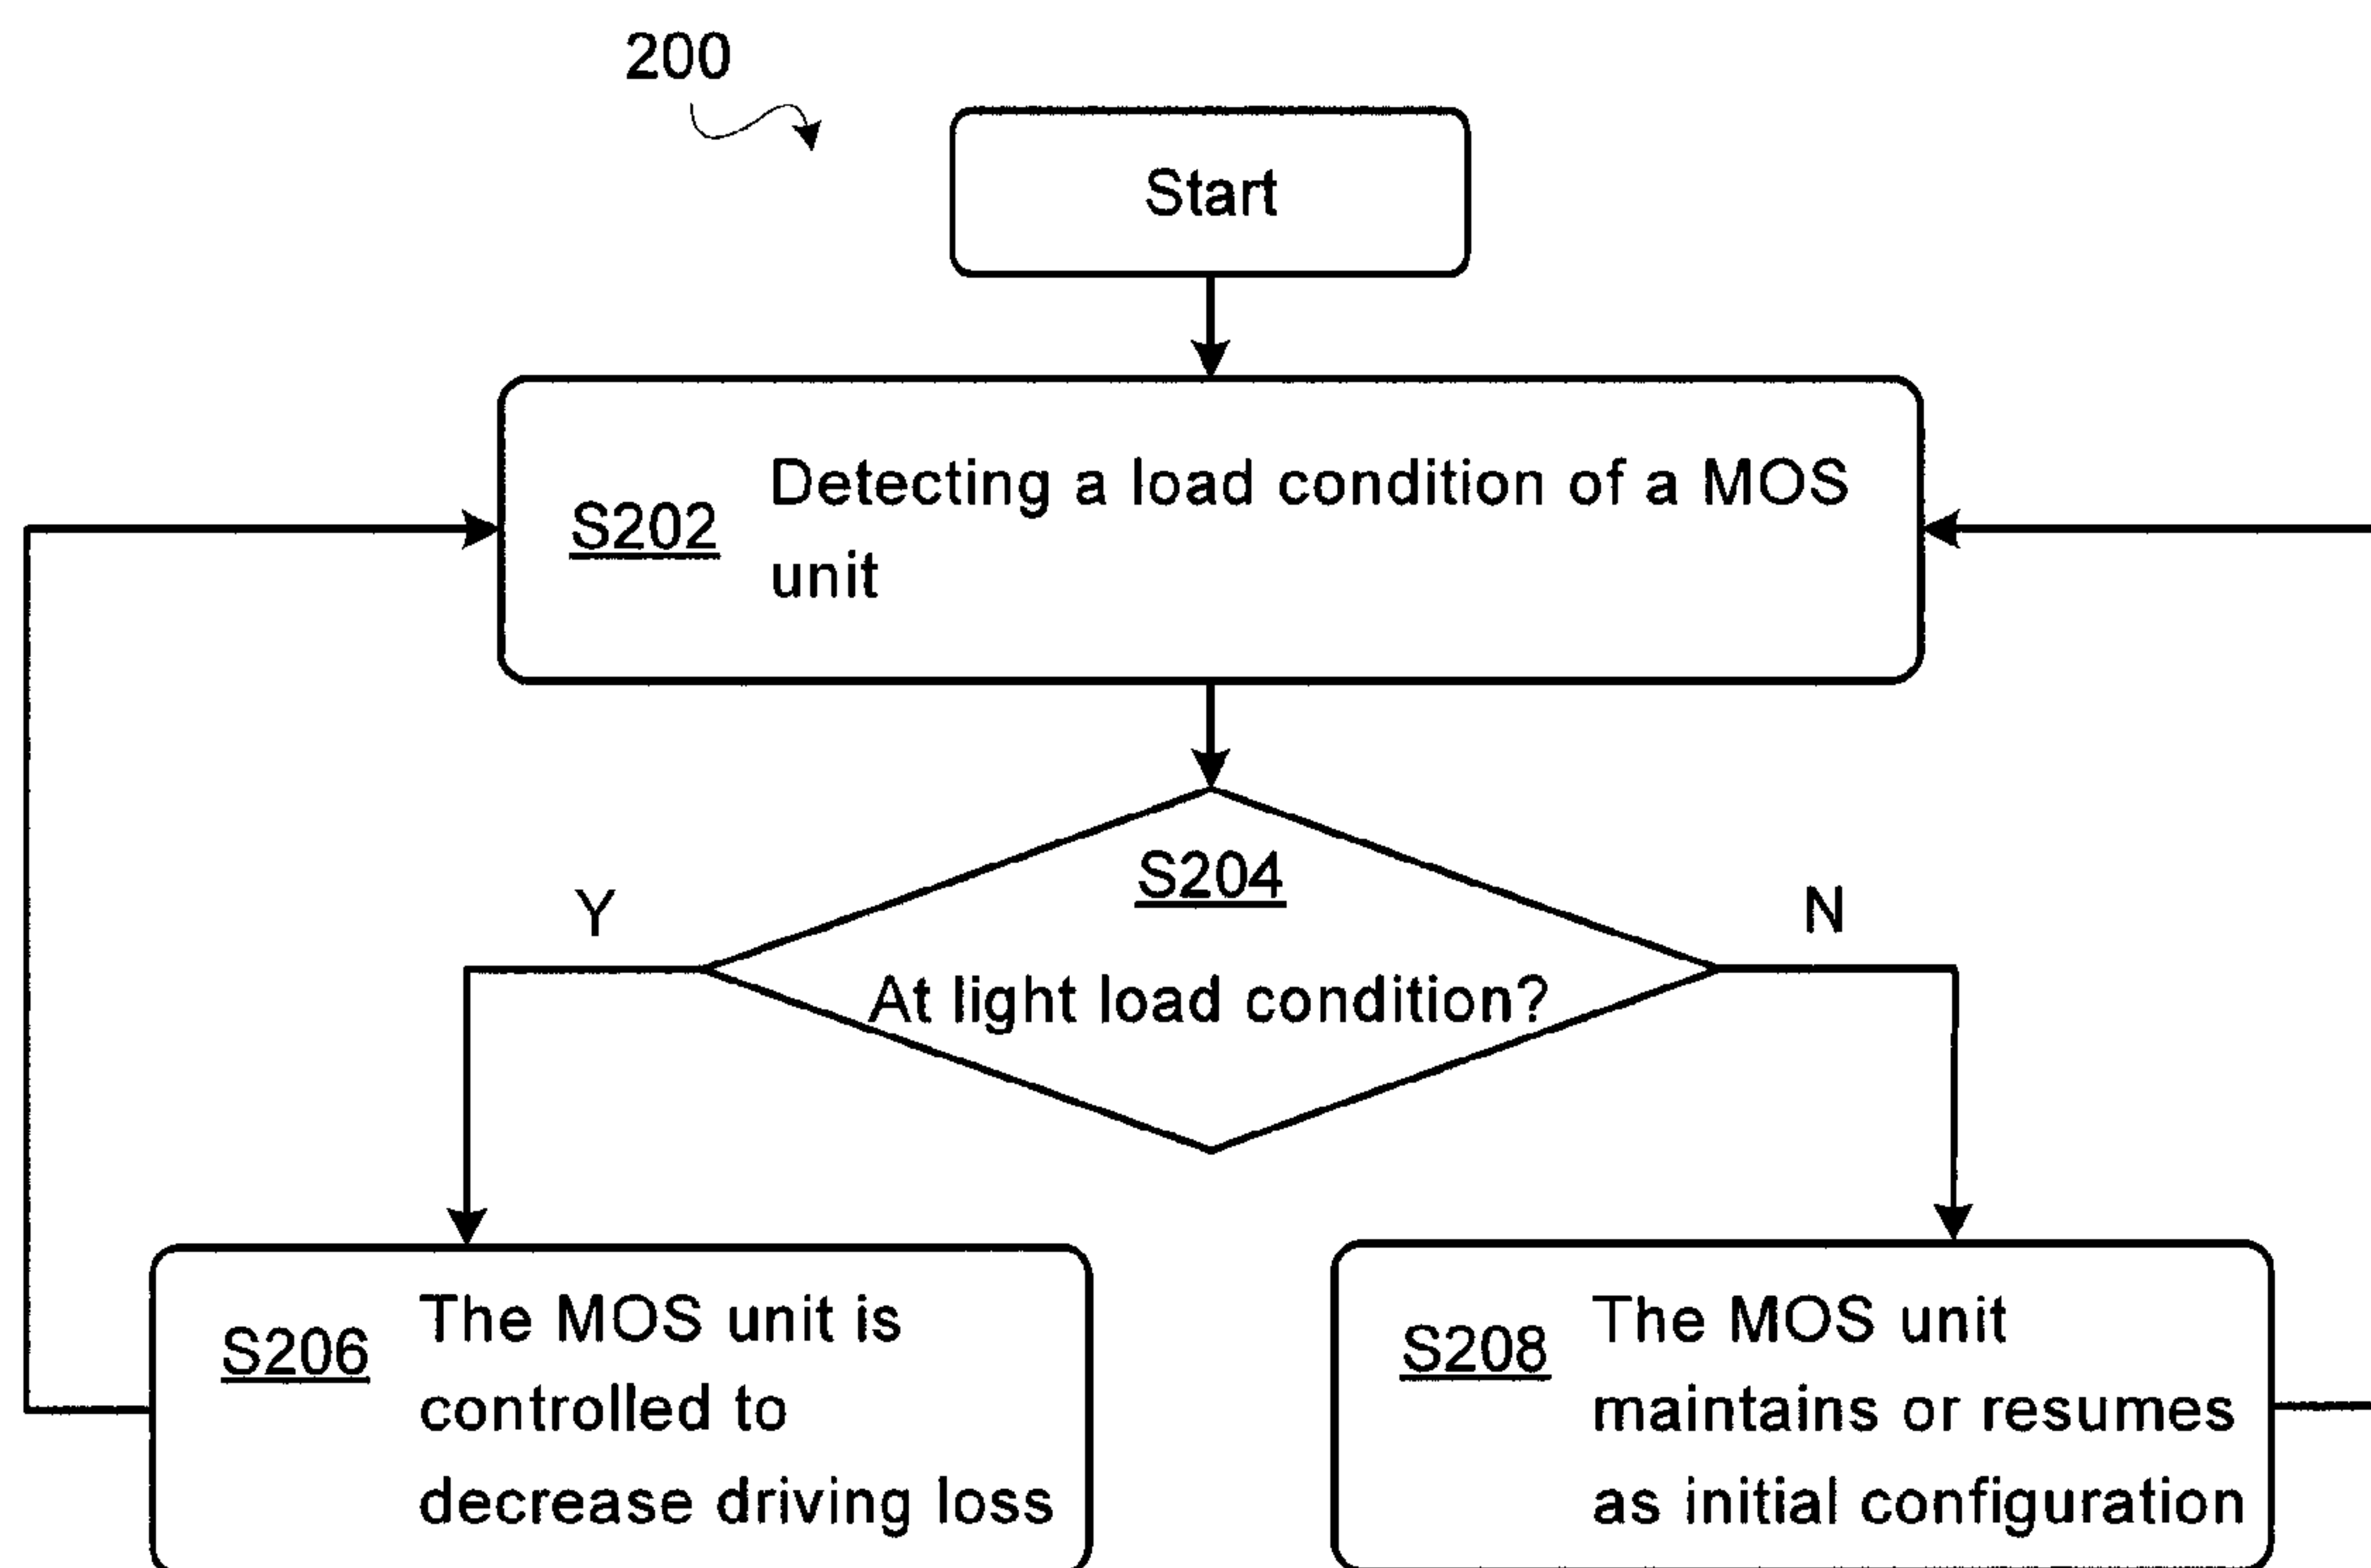 200
Start
S202
Detecting a load condition of a MOS
unit
S204
Y
N
At light load condition?
S206
The MOS unit is
controlled to
decrease driving loss
S208
The MOS unit
maintains or resumes
as initial configuration